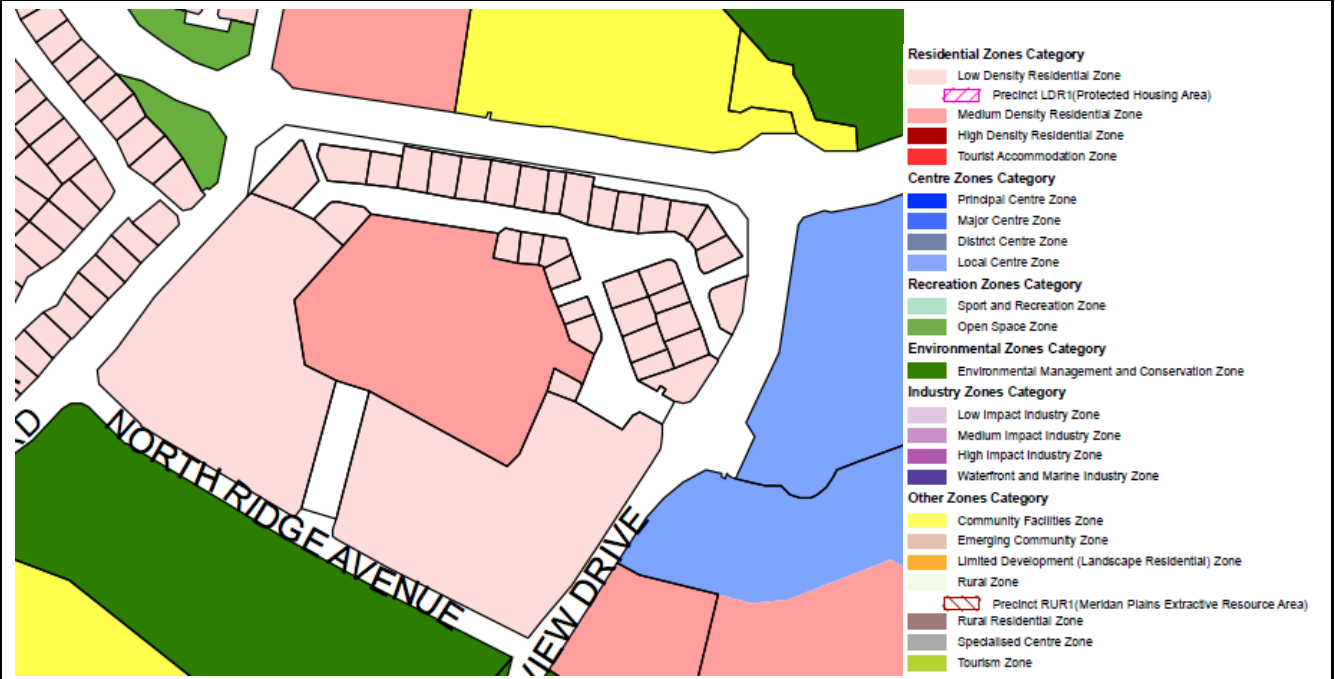 RD
NORTH RIDGE AVENUE
VIEW DRIVE
Residential Zones Category
Low Density Residential Zone
Precinct LDR1(Protected Housing Area)
Medium Density Residential Zone
High Density Residential Zone
Tourist Accommodation Zone
Centre Zones Category
Principal Centre Zone
Major Centre Zone
District Centre Zone
Local Centre Zone
Recreation Zones Category
Sport and Recreation Zone
Open Space Zone
Environmental Zones Category
Environmental Management and Conservation Zone
Industry Zones Category
Low Impact Industry Zone
Medium Impact Industry Zone
High Impact Industry Zone
Waterfront and Marine Industry Zone
Other Zones Category
Community Facilities Zone
Emerging Community Zone
Limited Development (Landscape Residential) Zone
Rural Zone
Precinct RUR1(Meridan Plains Extractive Resource Area)
Rural Residential Zone
Specialised Centre Zone
Tourism Zone